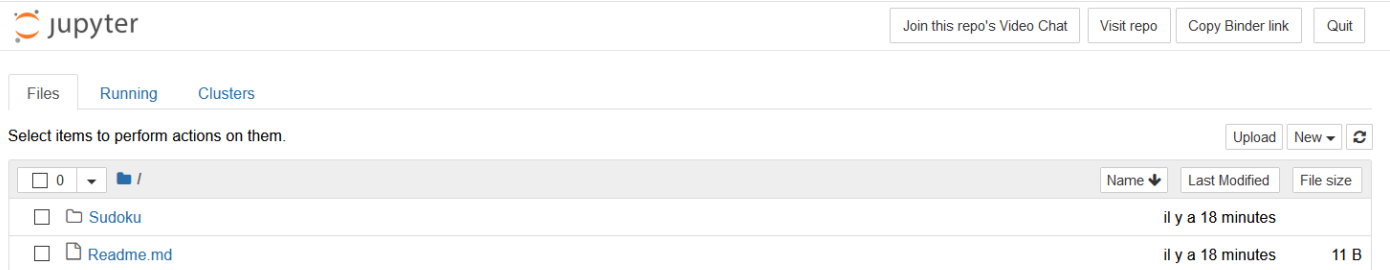 jupyter
Join this repo's Video Chat Visit repo Copy Binder link Quit
Files Running Clusters
Select items to perform actions on them.
Upload New
0 / Name Last Modified File size
Sudoku il y a 18 minutes
Readme.md il y a 18 minutes 11 B